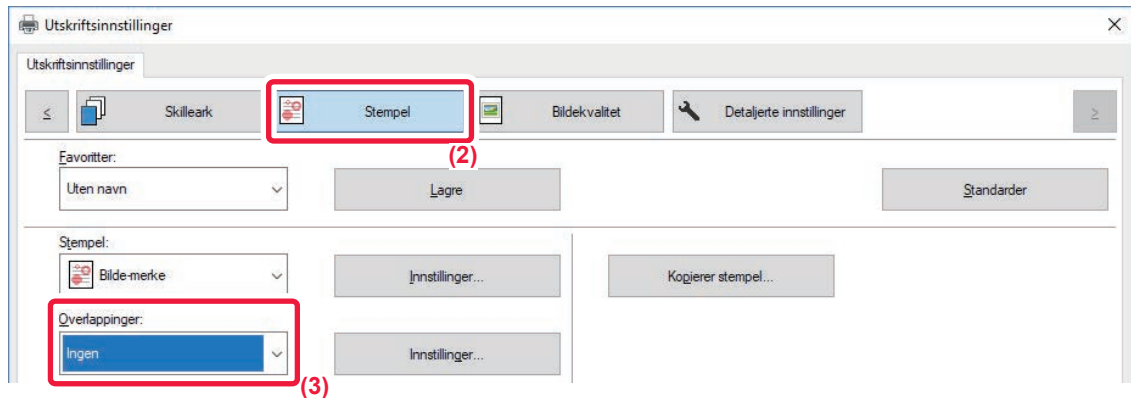 Utskriftsinnstillinger
Utskriftsinnstillinger
< Skilleark Stempel Bildekvalitet Detaljerte innstillinger >
(2)
Favoritter:
Uten navn Lagre Standarder
Stempel:
Bilde-merke Innstillinger... Kopierer stempel...
Overlappinger:
Ingen Innstillinger...
(3)